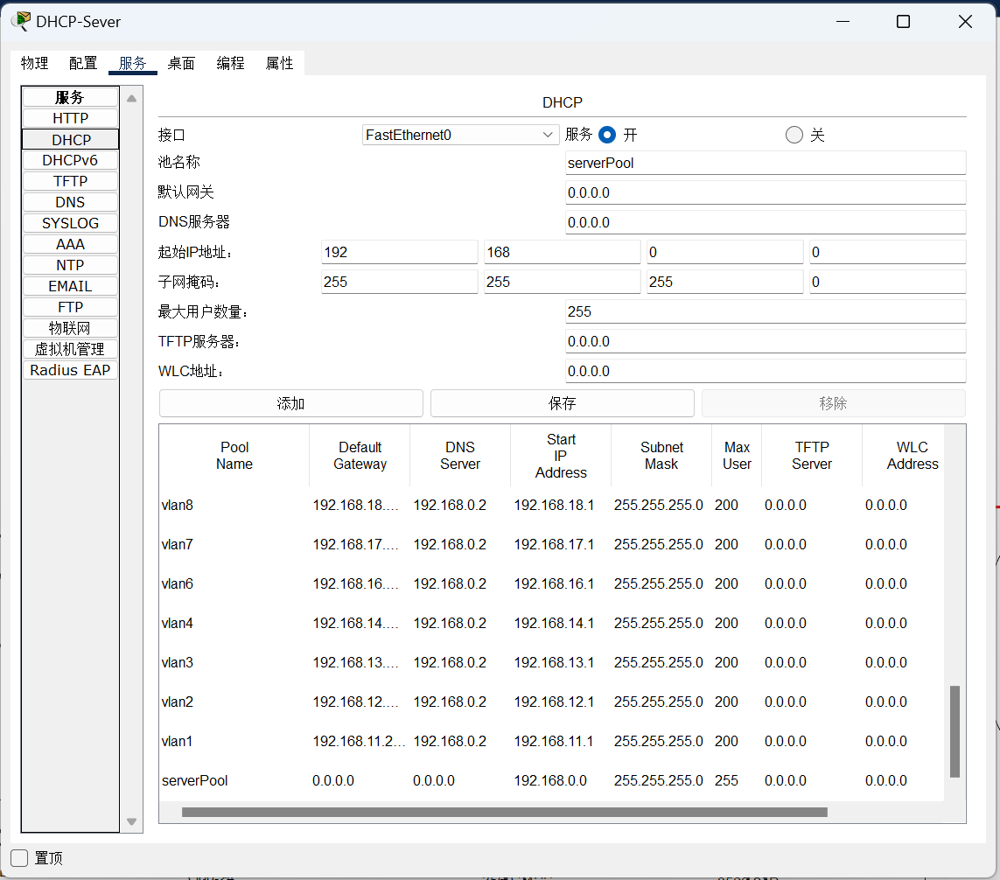 DHCP-Sever
物理 配置 服务 桌面 编程 属性
服务
HTTP
DHCP
DHCPv6
TFTP
DNS
SYSLOG
AAA
NTP
EMAIL
FTP
物联网
虚拟机管理
Radius EAP
DHCP
接口 FastEthernet0 服务 开 关
池名称 serverPool
默认网关 0.0.0.0
DNS服务器 0.0.0.0
起始IP地址: 192 168 0 0
子网掩码: 255 255 255 0
最大用户数量: 255
TFTP服务器: 0.0.0.0
WLC地址: 0.0.0.0
添加 保存 移除
Pool Name Default Gateway DNS Server Start IP Address Subnet Mask Max User TFTP Server WLC Address
vlan8 192.168.18.... 192.168.0.2 192.168.18.1 255.255.255.0 200 0.0.0.0 0.0.0.0
vlan7 192.168.17.... 192.168.0.2 192.168.17.1 255.255.255.0 200 0.0.0.0 0.0.0.0
vlan6 192.168.16.... 192.168.0.2 192.168.16.1 255.255.255.0 200 0.0.0.0 0.0.0.0
vlan4 192.168.14.... 192.168.0.2 192.168.14.1 255.255.255.0 200 0.0.0.0 0.0.0.0
vlan3 192.168.13.... 192.168.0.2 192.168.13.1 255.255.255.0 200 0.0.0.0 0.0.0.0
vlan2 192.168.12.... 192.168.0.2 192.168.12.1 255.255.255.0 200 0.0.0.0 0.0.0.0
vlan1 192.168.11.2... 192.168.0.2 192.168.11.1 255.255.255.0 200 0.0.0.0 0.0.0.0
serverPool 0.0.0.0 0.0.0.0 192.168.0.0 255.255.255.0 255 0.0.0.0 0.0.0.0
置顶